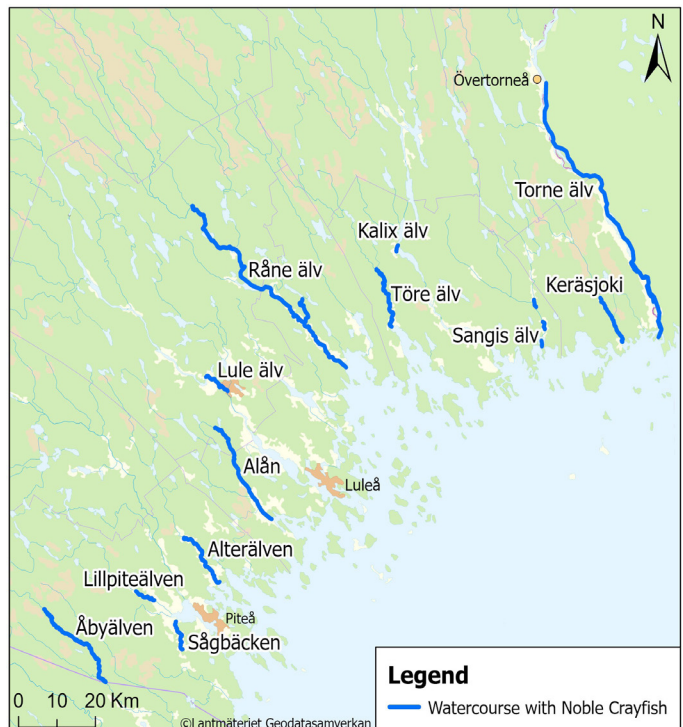 N
Övertorneå
Torne älv
Kalix älv
Råne älv
Töre älv
Keräsjoki
Sangis älv
Lule älv
Alån
Luleå
Alterälven
Lillpiteälven
Piteå
Åbyälven
Sågbäcken
Legend
0 10 20 Km
Watercourse with Noble Crayfish
©Lantmäteriet Geodatasamverkan